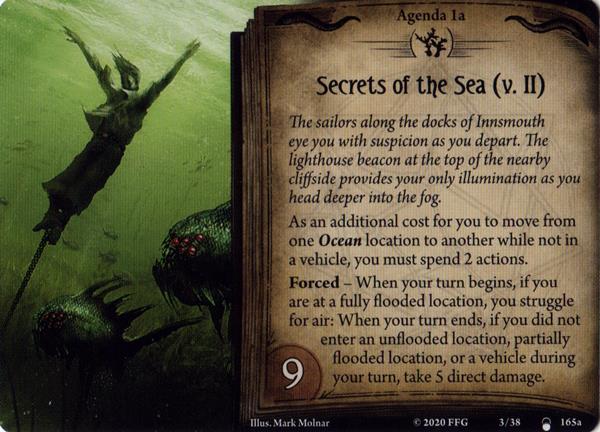 Agenda 1a
Secrets of the Sea (v. II)
The sailors along the docks of Innsmouth
eye you with suspicion as you depart. The
lighthouse beacon at the top of the nearby
cliffside provides your only illumination as you
head deeper into the fog.
As an additional cost for you to move from
one Ocean location to another while not in
a vehicle, you must spend 2 actions.
Forced – When your turn begins, if you
are at a fully flooded location, you struggle
for air: When your turn ends, if you did not
enter an unflooded location, partially
flooded location, or a vehicle during
your turn, take 5 direct damage.
9
Illus. Mark Molnar © 2020 FFG 3/38 165a